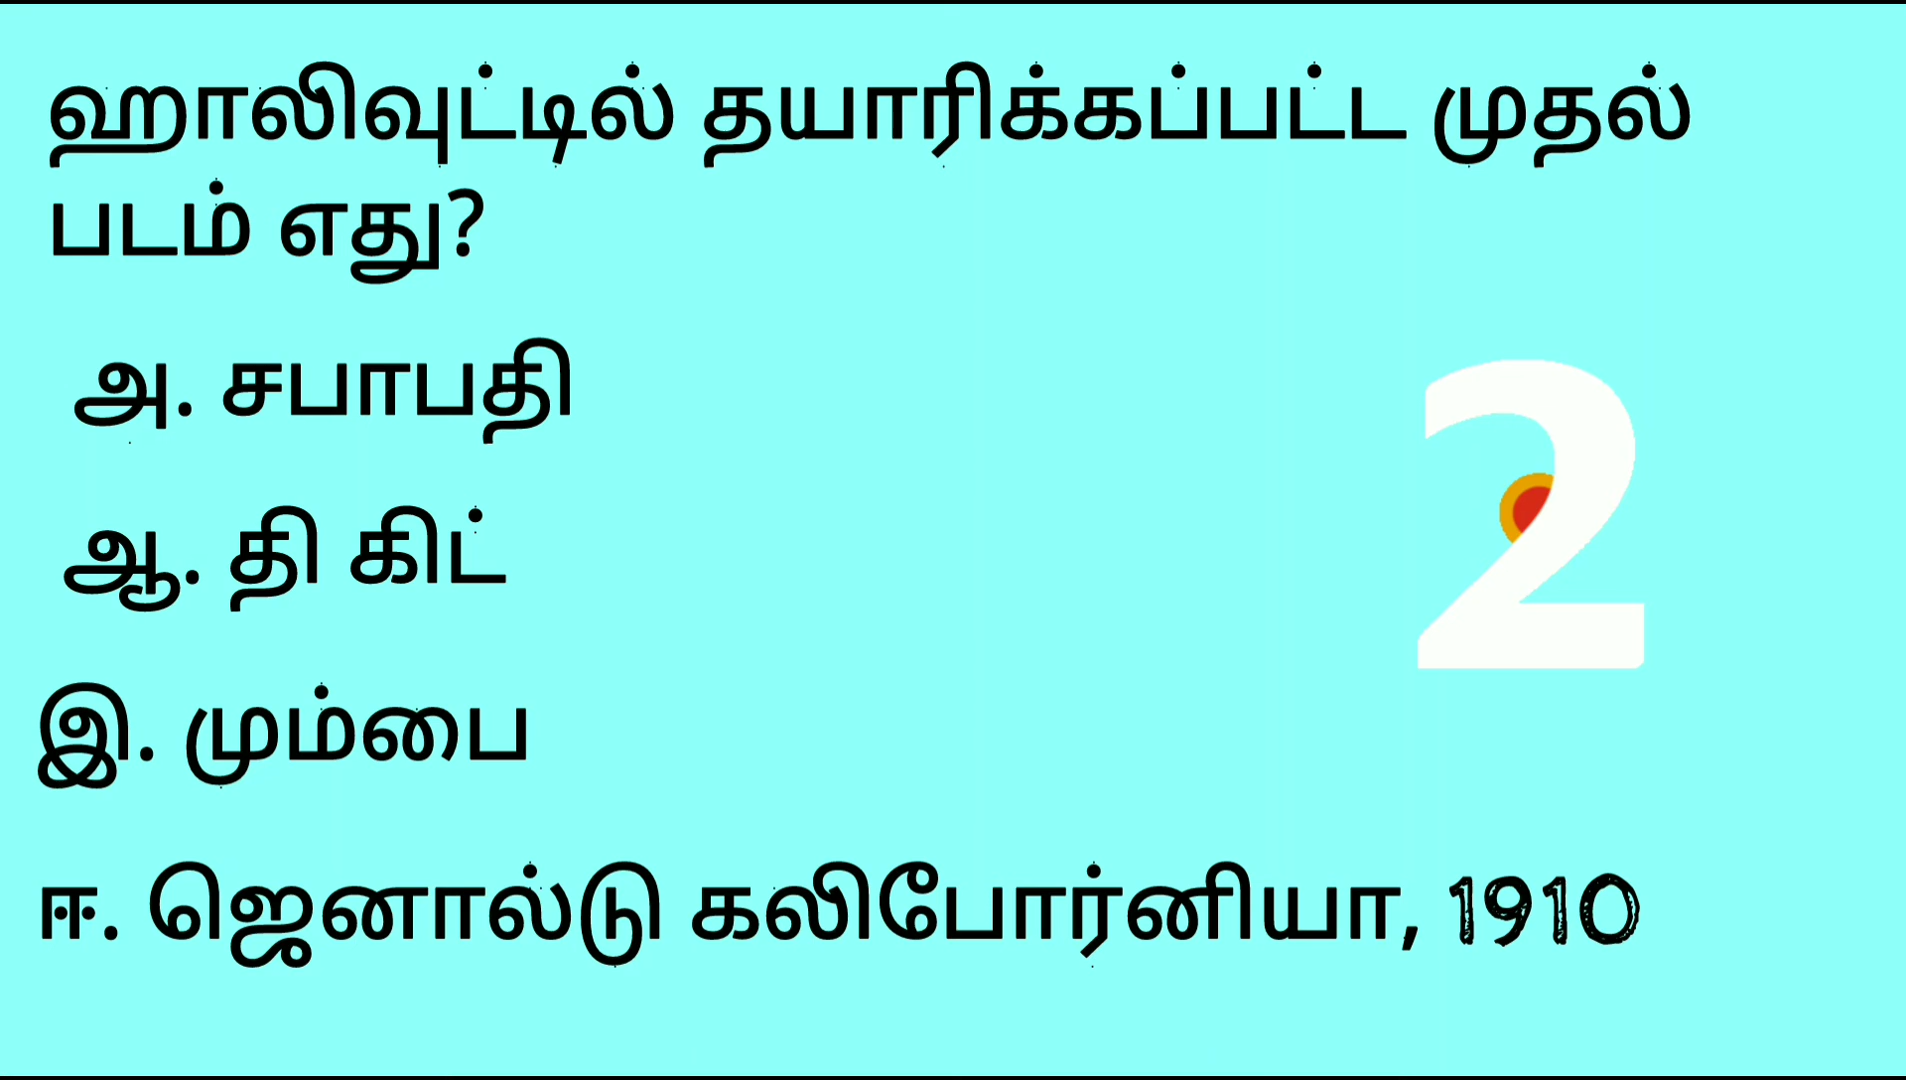 ஹாலிவுட்டில் தயாரிக்கப்பட்ட முதல்
படம் எது?
அ. சபாபதி
ஆ. தி கிட்
இ. மும்பை
ஈ. ஜெனால்டு கலிபோர்னியா, 1910
2